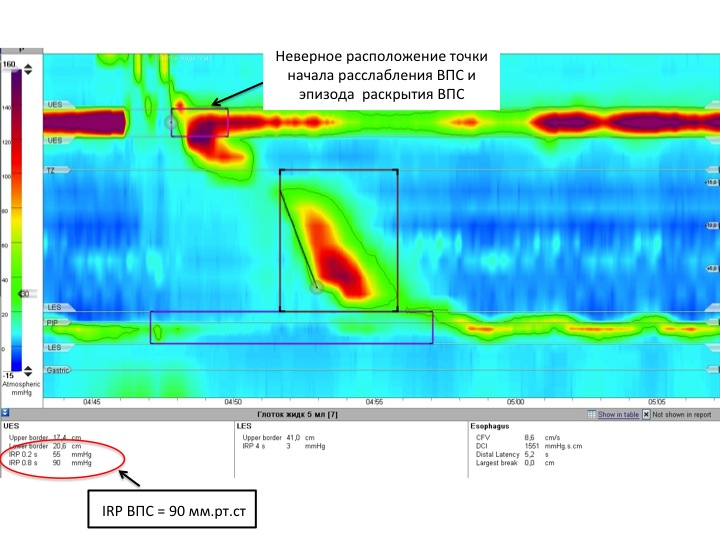 Неверное расположение точки
начала расслабления ВПС и
эпизода раскрытия ВПС
P
160
140
120
100
80
60
40
30
20
0
-15
Atmospheric
mmHg
UES
UES
TZ
LES
PIP
LES
Gastric
04:45 04:50 04:55 05:00 05:05
Глоток жидк 5 мл [7] Show in table Not shown in report
UES
Upper border 17,4 cm
Lower border 20,6 cm
IRP 0.2 s 55 mmHg
IRP 0.8 s 90 mmHg
LES
Upper border 41,0 cm
IRP 4 s 3 mmHg
Esophagus
CFV 8,6 cm/s
DCI 1551 mmHg.s.cm
Distal Latency 5,2 s
Largest break 0,0 cm
IRP ВПС = 90 мм.рт.ст